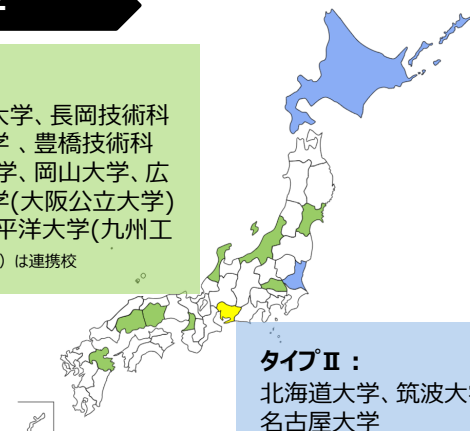 大学、長岡技術科
学 、豊橋技術科
学、岡山大学、広
学(大阪公立大学)
平洋大学(九州工
）は連携校
タイプⅡ：
北海道大学、筑波大学
名古屋大学